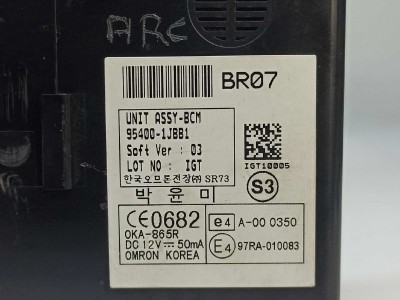 ARC
BR07
UNIT ASSY-BCM
95400-1JBB1
Soft Ver : 03
LOT NO : IGT
IGT10005
한국오므론전장㈜ SR73
박 윤 미
S3
CE0682
OKA-865R
DC 12V⎓50mA
OMRON KOREA
e4 A-00 0350
E4 97RA-010083